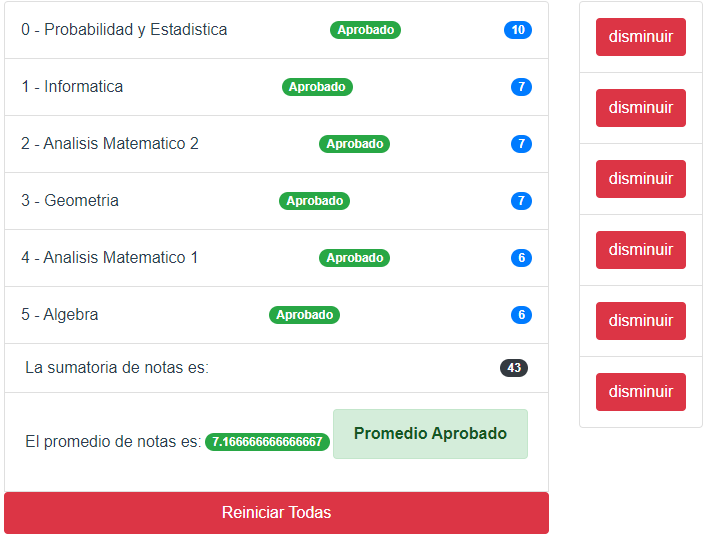 0 - Probabilidad y Estadistica Aprobado 10 disminuir
1 - Informatica Aprobado 7 disminuir
2 - Analisis Matematico 2 Aprobado 7 disminuir
3 - Geometria Aprobado 7 disminuir
4 - Analisis Matematico 1 Aprobado 6 disminuir
5 - Algebra Aprobado 6 disminuir
La sumatoria de notas es: 43 disminuir
El promedio de notas es: 7.166666666666667 Promedio Aprobado
Reiniciar Todas